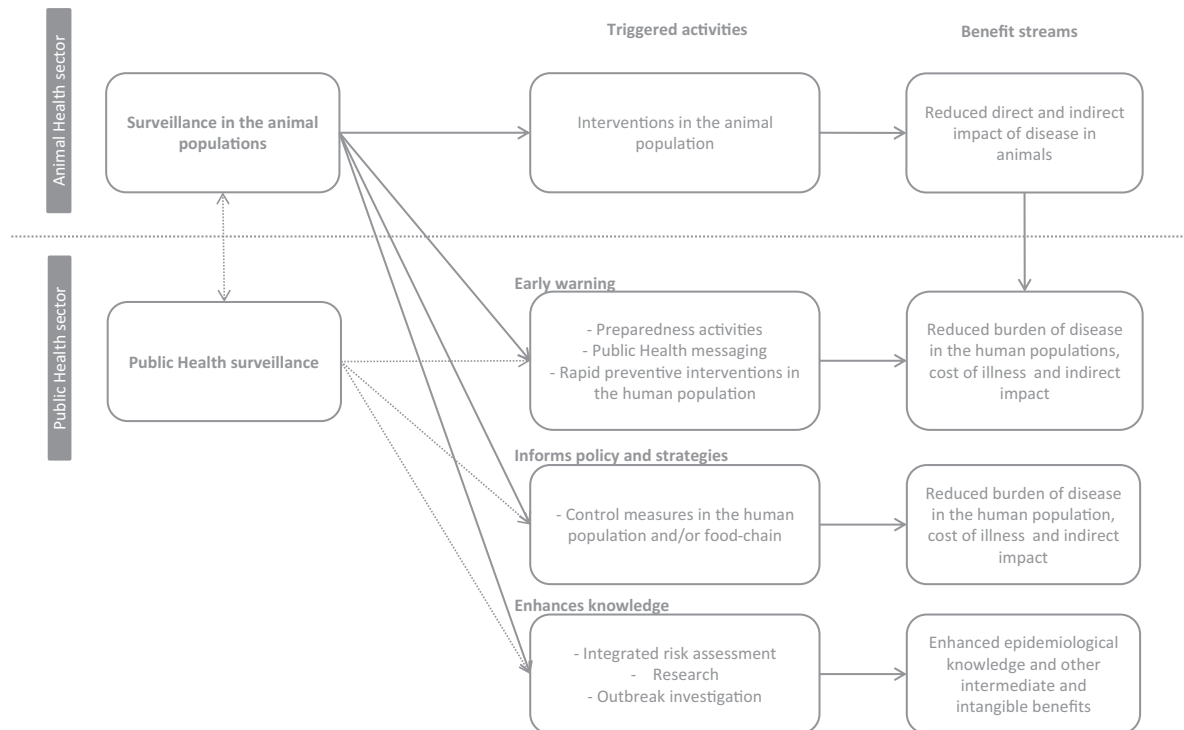 Triggered activities
Benefit streams
Animal Health sector
Surveillance in the animal
populations
Interventions in the animal
population
Reduced direct and indirect
impact of disease in
animals
Public Health sector
Public Health surveillance
Early warning
- Preparedness activities
- Public Health messaging
- Rapid preventive interventions in
the human population
Reduced burden of disease
in the human populations,
cost of illness and indirect
impact
Informs policy and strategies
- Control measures in the human
population and/or food-chain
Reduced burden of disease
in the human population,
cost of illness and indirect
impact
Enhances knowledge
- Integrated risk assessment
- Research
- Outbreak investigation
Enhanced epidemiological
knowledge and other
intermediate and
intangible benefits